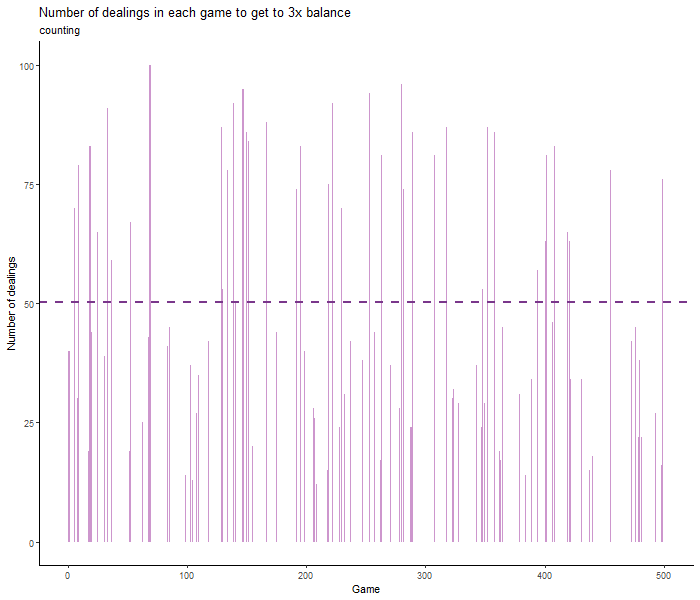 Number of dealings in each game to get to 3x balance
counting
100
75
50
25
0
Number of dealings
0 100 200 300 400 500
Game